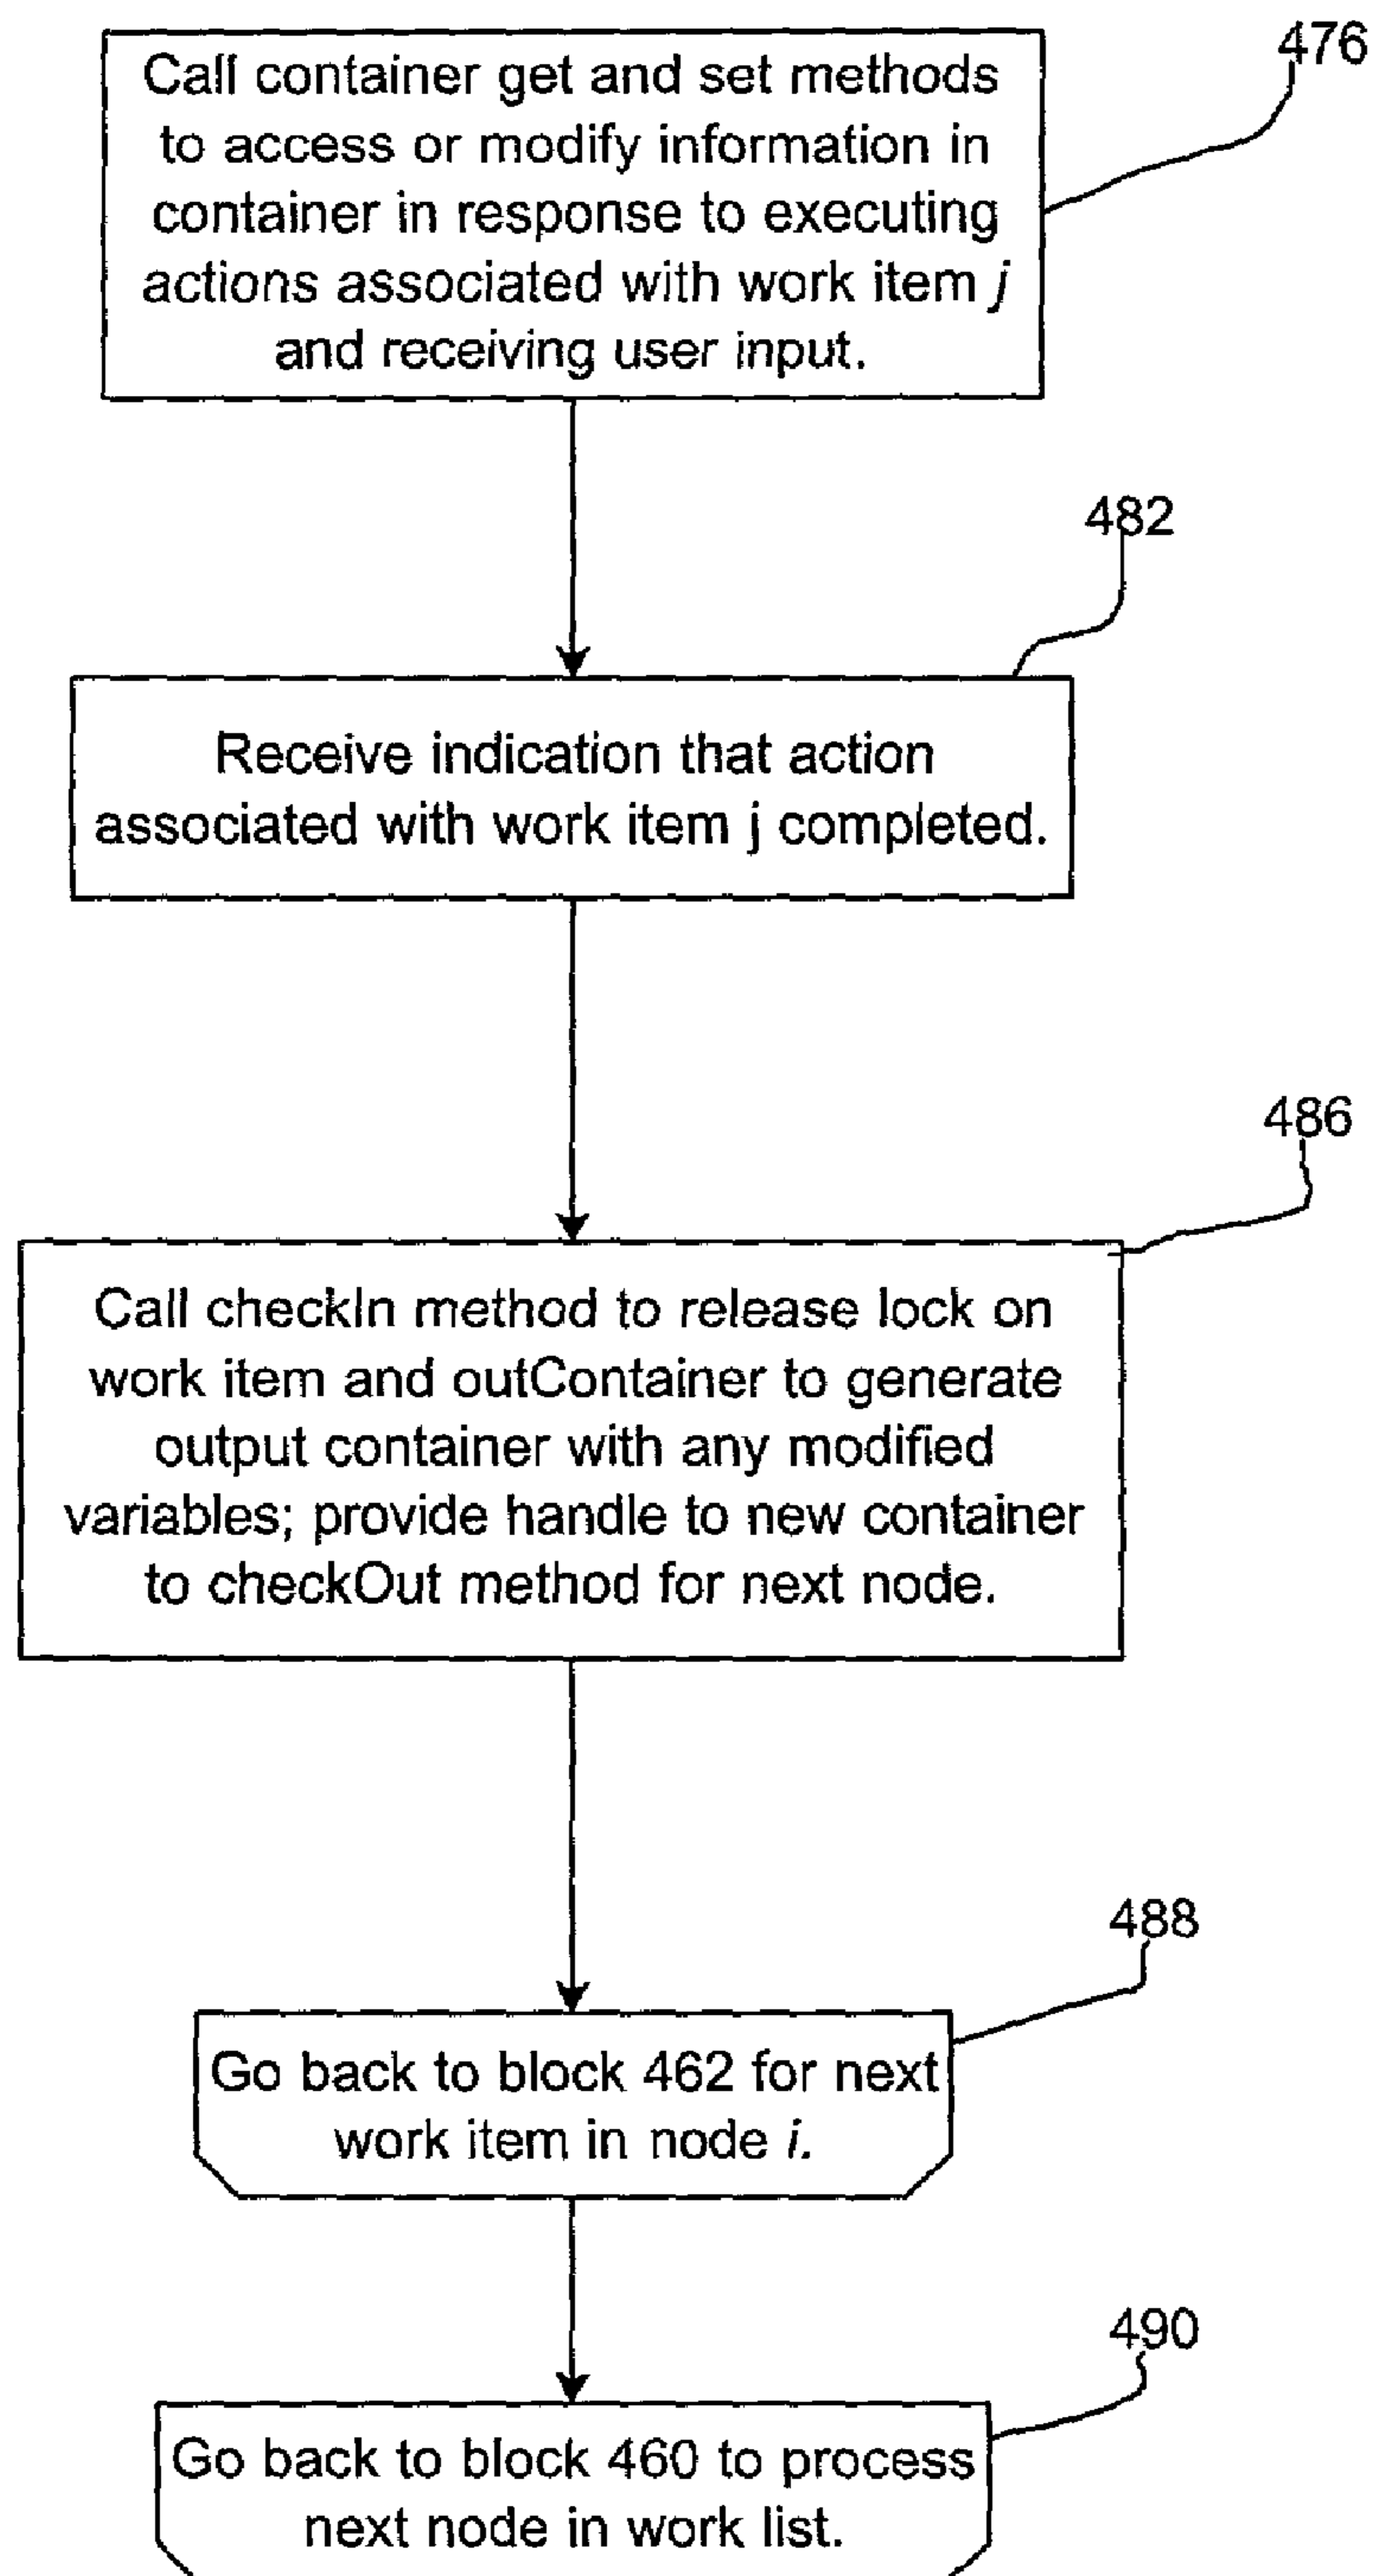 476
Call container get and set methods
to access or modify information in
container in response to executing
actions associated with work item j
and receiving user input.
482
Receive indication that action
associated with work item j completed.
486
Call checkIn method to release lock on
work item and outContainer to generate
output container with any modified
variables; provide handle to new container
to checkOut method for next node.
488
Go back to block 462 for next
work item in node i.
490
Go back to block 460 to process
next node in work list.